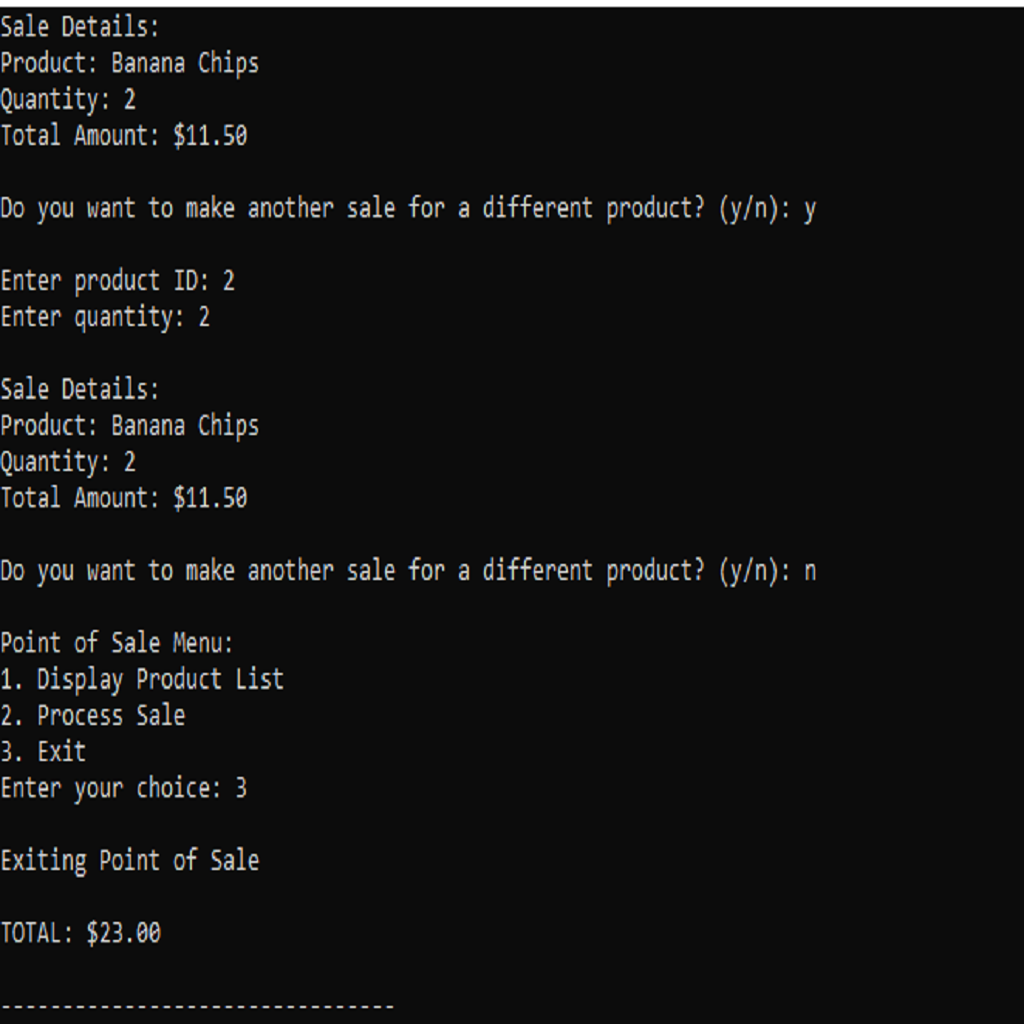 Sale Details:
Product: Banana Chips
Quantity: 2
Total Amount: $11.50
Do you want to make another sale for a different product? (y/n): y
Enter product ID: 2
Enter quantity: 2
Sale Details:
Product: Banana Chips
Quantity: 2
Total Amount: $11.50
Do you want to make another sale for a different product? (y/n): n
Point of Sale Menu:
1. Display Product List
2. Process Sale
3. Exit
Enter your choice: 3
Exiting Point of Sale
TOTAL: $23.00
--------------------------------